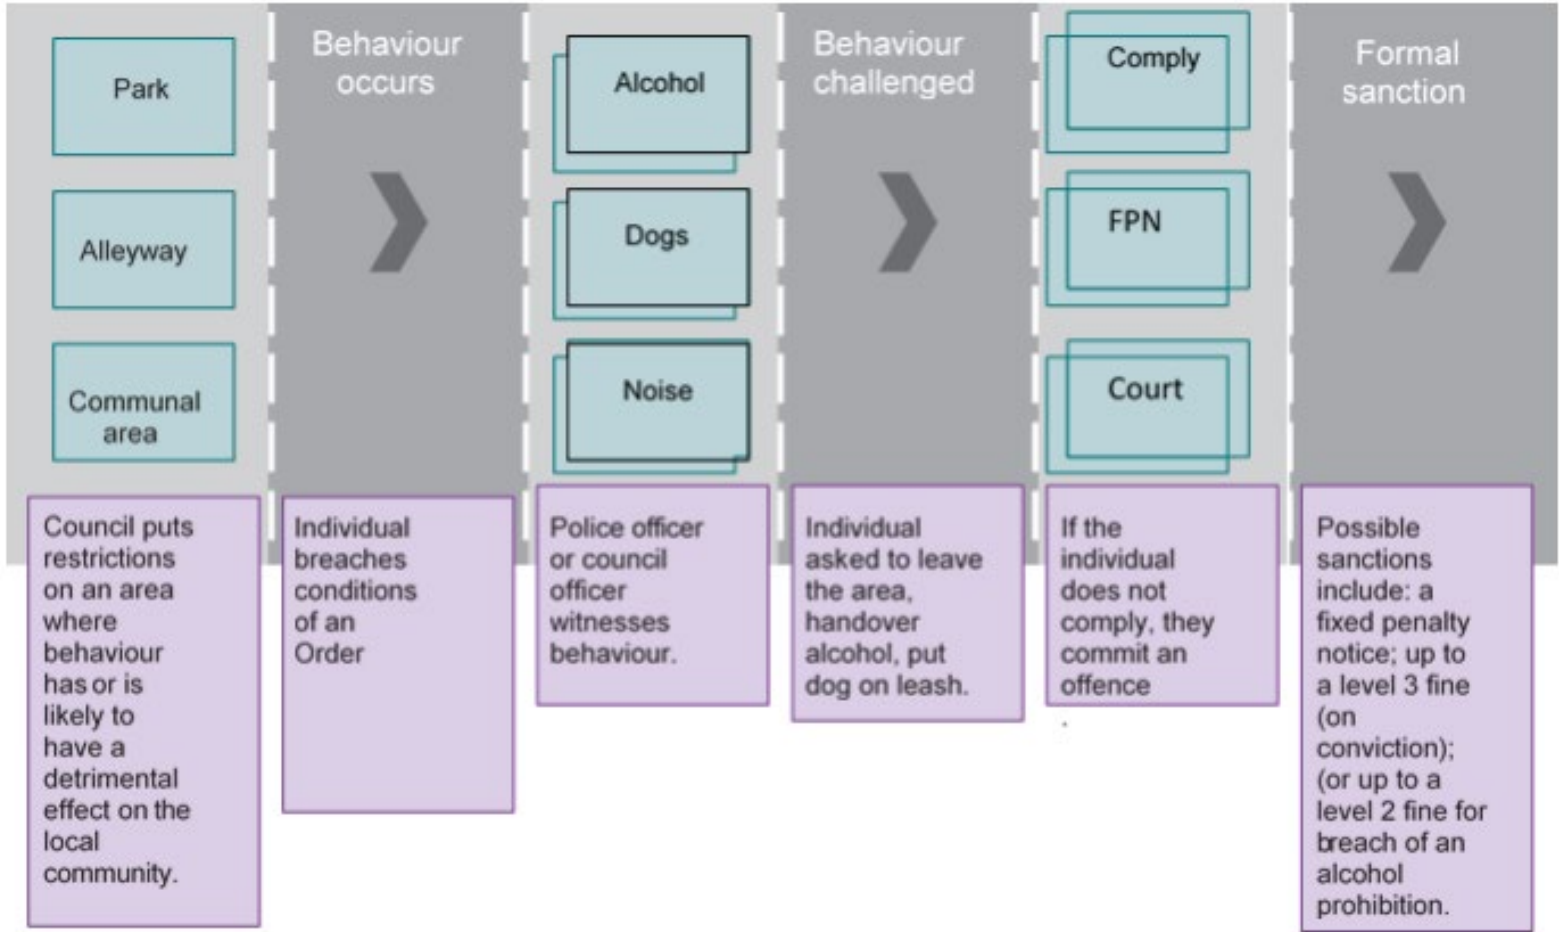 Park
Alleyway
Communal
area
Behaviour
occurs
Alcohol
Dogs
Noise
Behaviour
challenged
Comply
FPN
Court
Formal
sanction
Council puts
restrictions
on an area
where
behaviour
has or is
likely to
have a
detrimental
effect on the
local
community.
Individual
breaches
conditions
of an
Order
Police officer
or council
officer
witnesses
behaviour.
Individual
asked to leave
the area,
handover
alcohol, put
dog on leash.
If the
individual
does not
comply, they
commit an
offence
.
Possible
sanctions
include: a
fixed penalty
notice; up to
a level 3 fine
(on
conviction);
(or up to a
level 2 fine for
breach of an
alcohol
prohibition.